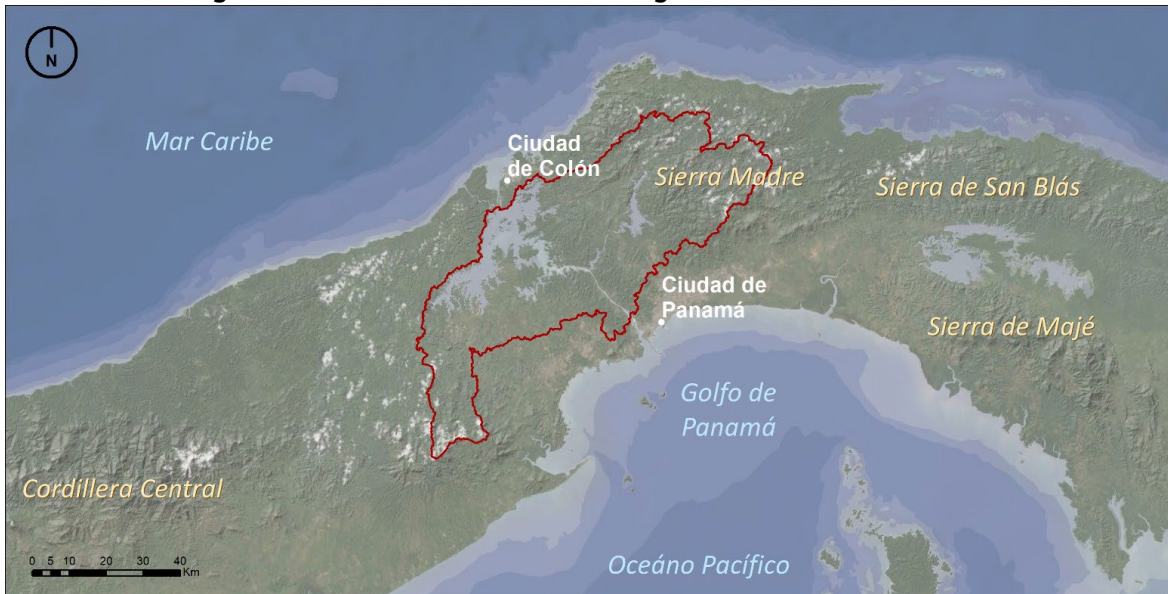 N
Mar Caribe
Ciudad
de Colón
Sierra Madre
Sierra de San Blás
Ciudad de
Panamá
Sierra de Majé
Golfo de
Panamá
Cordillera Central
0 5 10 20 30 40
Km
Oceáno Pacífico